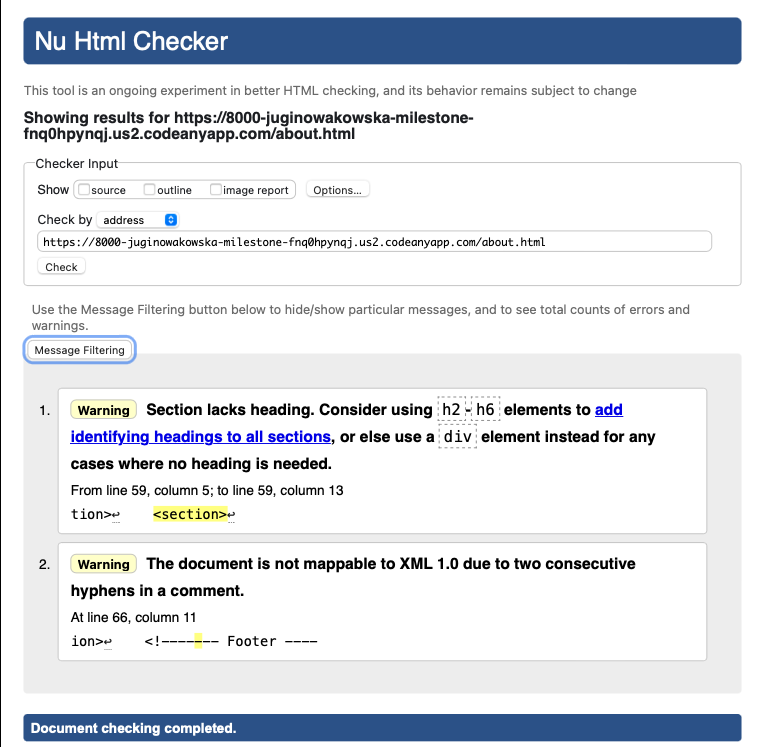 Nu Html Checker
This tool is an ongoing experiment in better HTML checking, and its behavior remains subject to change
Showing results for https://8000-juginowakowska-milestone-
fnq0hpynqj.us2.codeanyapp.com/about.html
Checker Input
Show source outline image report Options...
Check by address
https://8000-juginowakowska-milestone-fnq0hpynqj.us2.codeanyapp.com/about.html
Check
Use the Message Filtering button below to hide/show particular messages, and to see total counts of errors and
warnings.
Message Filtering
1. Warning Section lacks heading. Consider using h2-h6 elements to add
identifying headings to all sections, or else use a div element instead for any
cases where no heading is needed.
From line 59, column 5; to line 59, column 13
tion>↩ <section>↩
2. Warning The document is not mappable to XML 1.0 due to two consecutive
hyphens in a comment.
At line 66, column 11
ion>↩ <!------- Footer ----
Document checking completed.